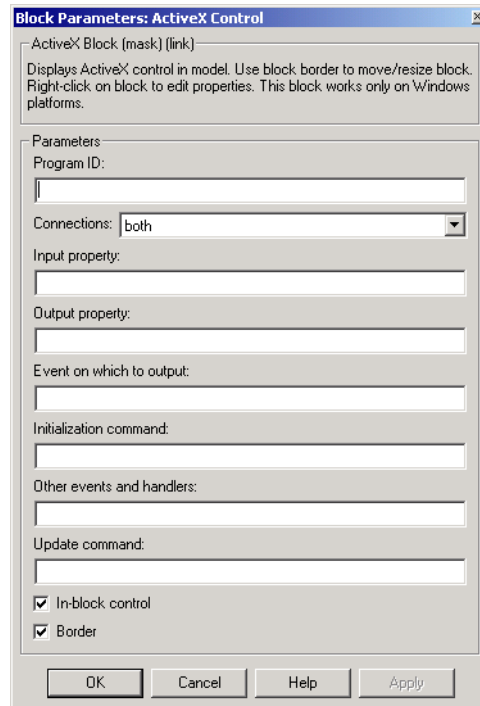 Block Parameters: ActiveX Control
ActiveX Block (mask) (link)
Displays ActiveX control in model. Use block border to move/resize block.
Right-click on block to edit properties. This block works only on Windows
platforms.
Parameters
Program ID:
Connections: both
Input property:
Output property:
Event on which to output:
Initialization command:
Other events and handlers:
Update command:
In-block control
Border
OK Cancel Help Apply